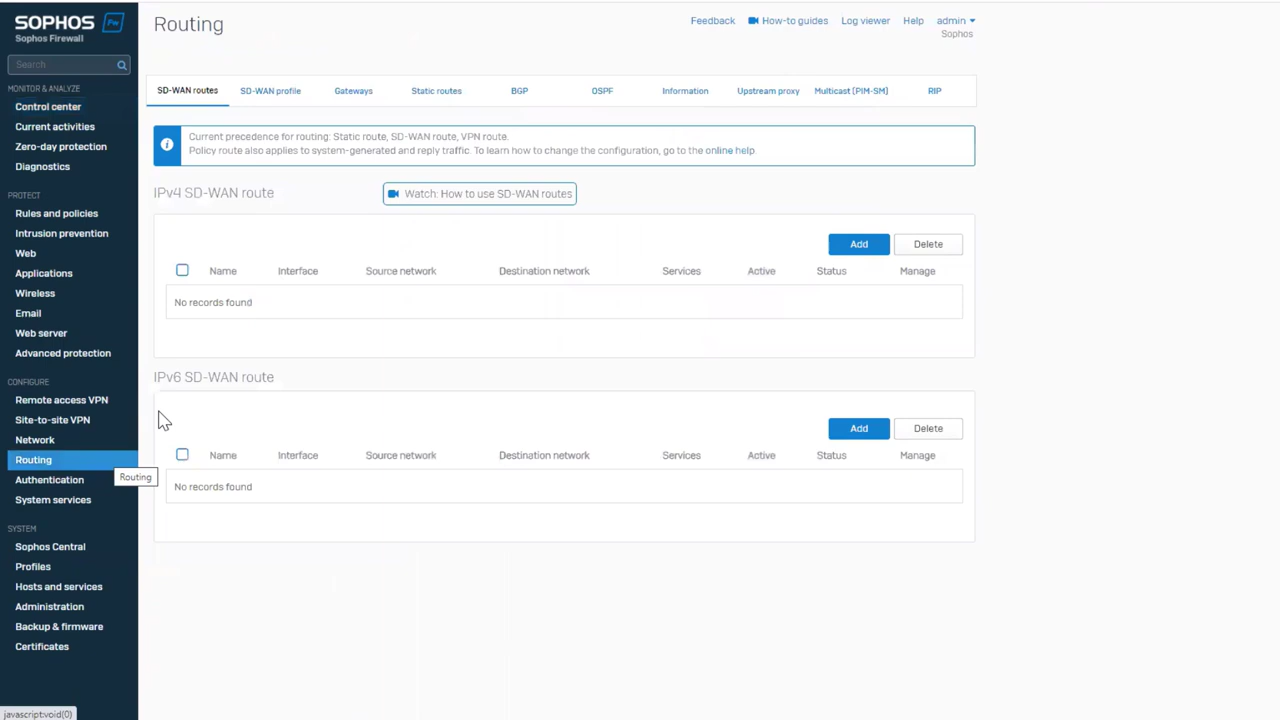 SOPHOS Fw
Sophos Firewall
Search
MONITOR & ANALYZE
Control center
Current activities
Zero-day protection
Diagnostics
PROTECT
Rules and policies
Intrusion prevention
Web
Applications
Wireless
Email
Web server
Advanced protection
CONFIGURE
Remote access VPN
Site-to-site VPN
Network
Routing
Authentication
System services
SYSTEM
Sophos Central
Profiles
Hosts and services
Administration
Backup & firmware
Certificates
javascript:void(0)
Routing
Routing
Feedback How-to guides Log viewer Help admin
Sophos
SD-WAN routes SD-WAN profile Gateways Static routes BGP OSPF Information Upstream proxy Multicast (PIM-SM) RIP
Current precedence for routing: Static route, SD-WAN route, VPN route.
Policy route also applies to system-generated and reply traffic. To learn how to change the configuration, go to the online help.
IPv4 SD-WAN route Watch: How to use SD-WAN routes
Add Delete
Name Interface Source network Destination network Services Active Status Manage
No records found
IPv6 SD-WAN route
Add Delete
Name Interface Source network Destination network Services Active Status Manage
No records found